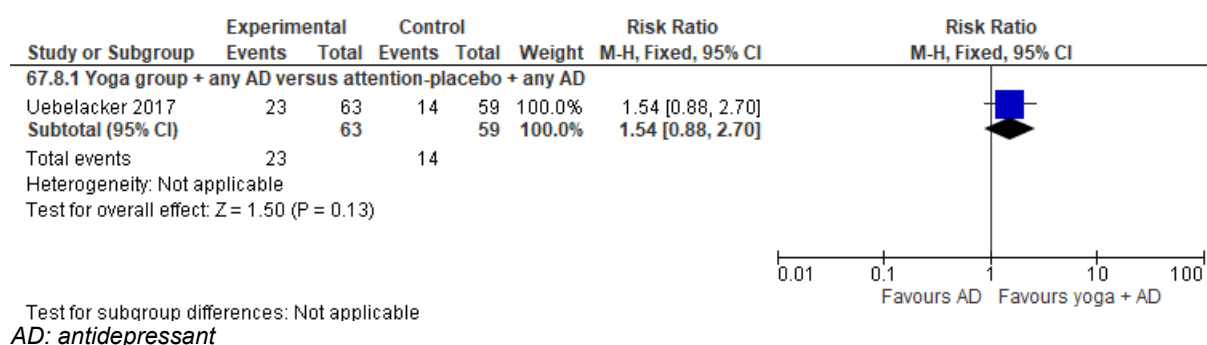 Experimental Control Risk Ratio Risk Ratio
Study or Subgroup Events Total Events Total Weight M-H, Fixed, 95% CI M-H, Fixed, 95% CI
67.8.1 Yoga group + any AD versus attention-placebo + any AD
Uebelacker 2017 23 63 14 59 100.0% 1.54 [0.88, 2.70]
Subtotal (95% CI) 63 59 100.0% 1.54 [0.88, 2.70]
Total events 23 14
Heterogeneity: Not applicable
Test for overall effect: Z = 1.50 (P = 0.13)
0.01 0.1 1 10 100
Favours AD Favours yoga + AD
Test for subgroup differences: Not applicable
AD: antidepressant